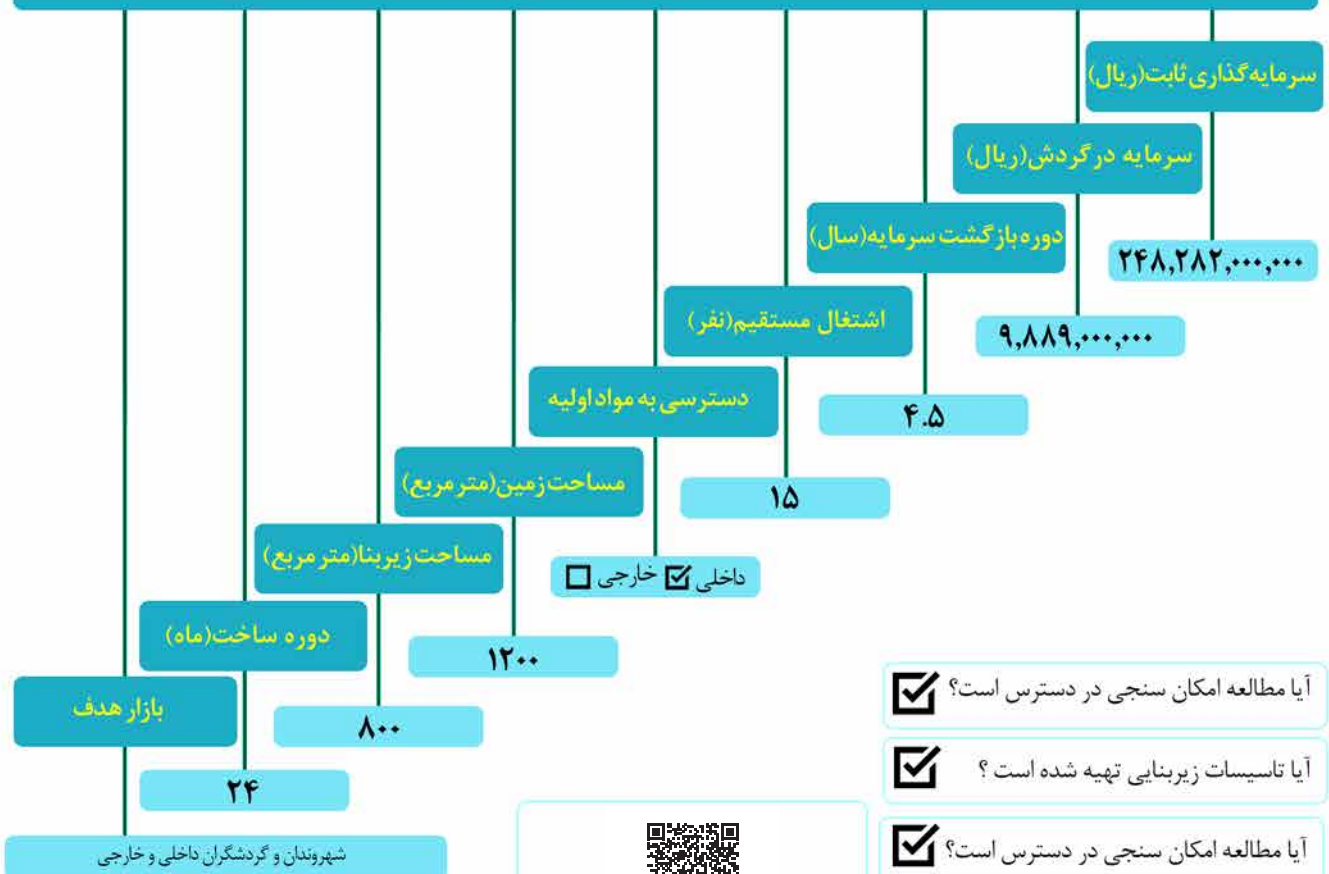 سرمایه‌گذاری ثابت(ریال)
۲۴۸,۲۸۲,۰۰۰,۰۰۰
سرمایه در گردش(ریال)
۹,۸۸۹,۰۰۰,۰۰۰
دوره بازگشت سرمایه(سال)
۴.۵
اشتغال مستقیم(نفر)
۱۵
دسترسی به مواد اولیه
داخلی ☑ خارجی ☐
مساحت زمین(متر مربع)
۱۲۰۰
مساحت زیربنا(متر مربع)
۸۰۰
دوره ساخت(ماه)
۲۴
بازار هدف
شهروندان و گردشگران داخلی و خارجی
آیا مطالعه امکان سنجی در دسترس است؟ ☑
آیا تاسیسات زیربنایی تهیه شده است ؟ ☑
آیا مطالعه امکان سنجی در دسترس است؟ ☑